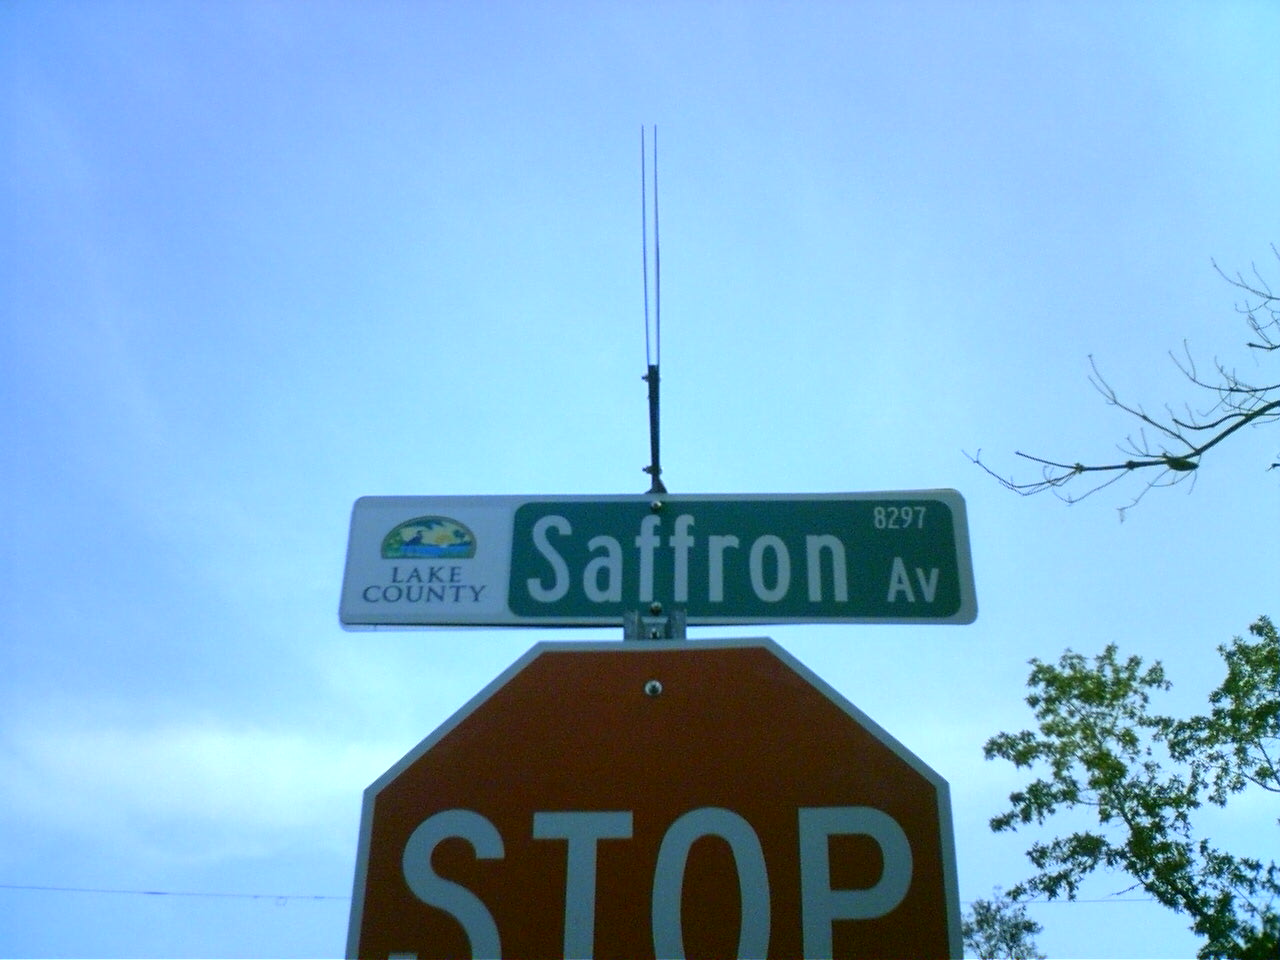 8297
LAKE
COUNTY
Saffron Av
STOP